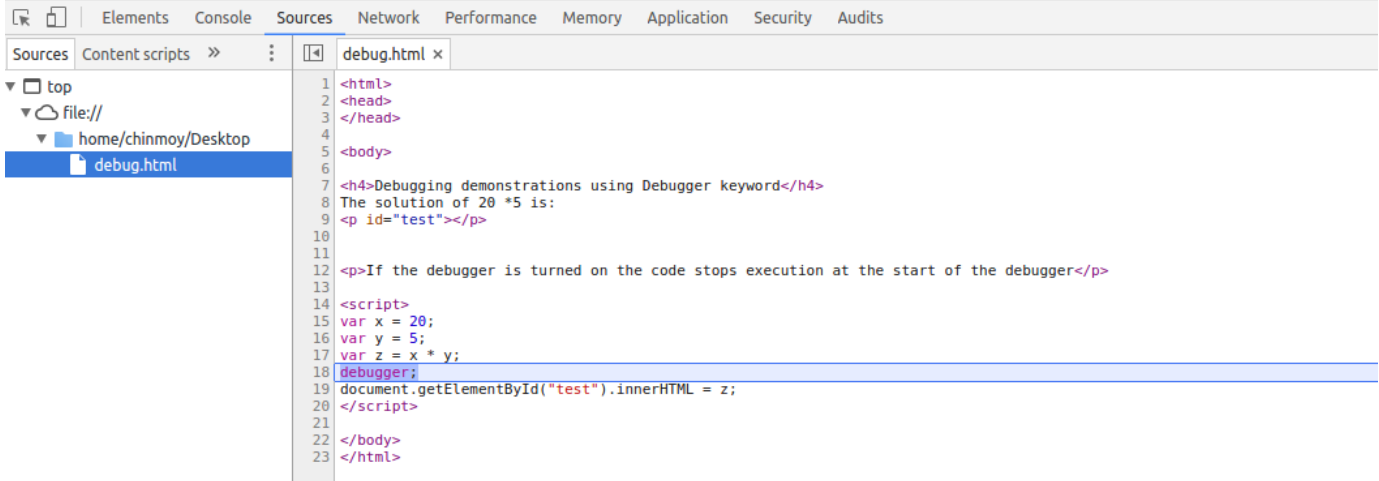 Elements Console Sources Network Performance Memory Application Security Audits
Sources Content scripts » debug.html ×
top
file://
home/chinmoy/Desktop
debug.html
1 <html>
2 <head>
3 </head>
4
5 <body>
6
7 <h4>Debugging demonstrations using Debugger keyword</h4>
8 The solution of 20 *5 is:
9 <p id="test"></p>
10
11
12 <p>If the debugger is turned on the code stops execution at the start of the debugger</p>
13
14 <script>
15 var x = 20;
16 var y = 5;
17 var z = x * y;
18 debugger;
19 document.getElementById("test").innerHTML = z;
20 </script>
21
22 </body>
23 </html>